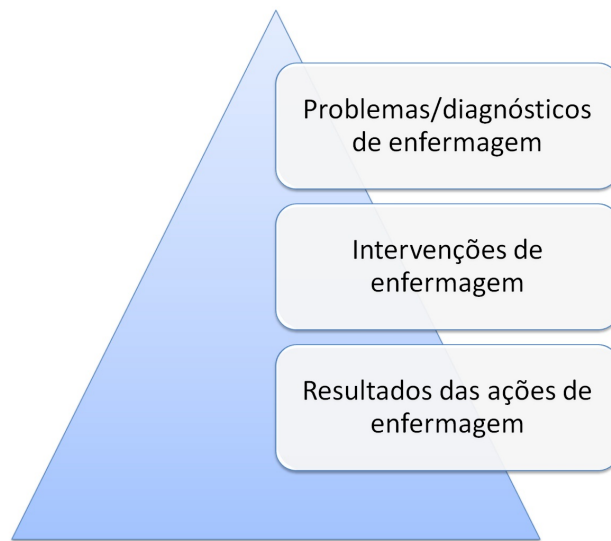 Problemas/diagnósticos
de enfermagem
Intervenções de
enfermagem
Resultados das ações de
enfermagem